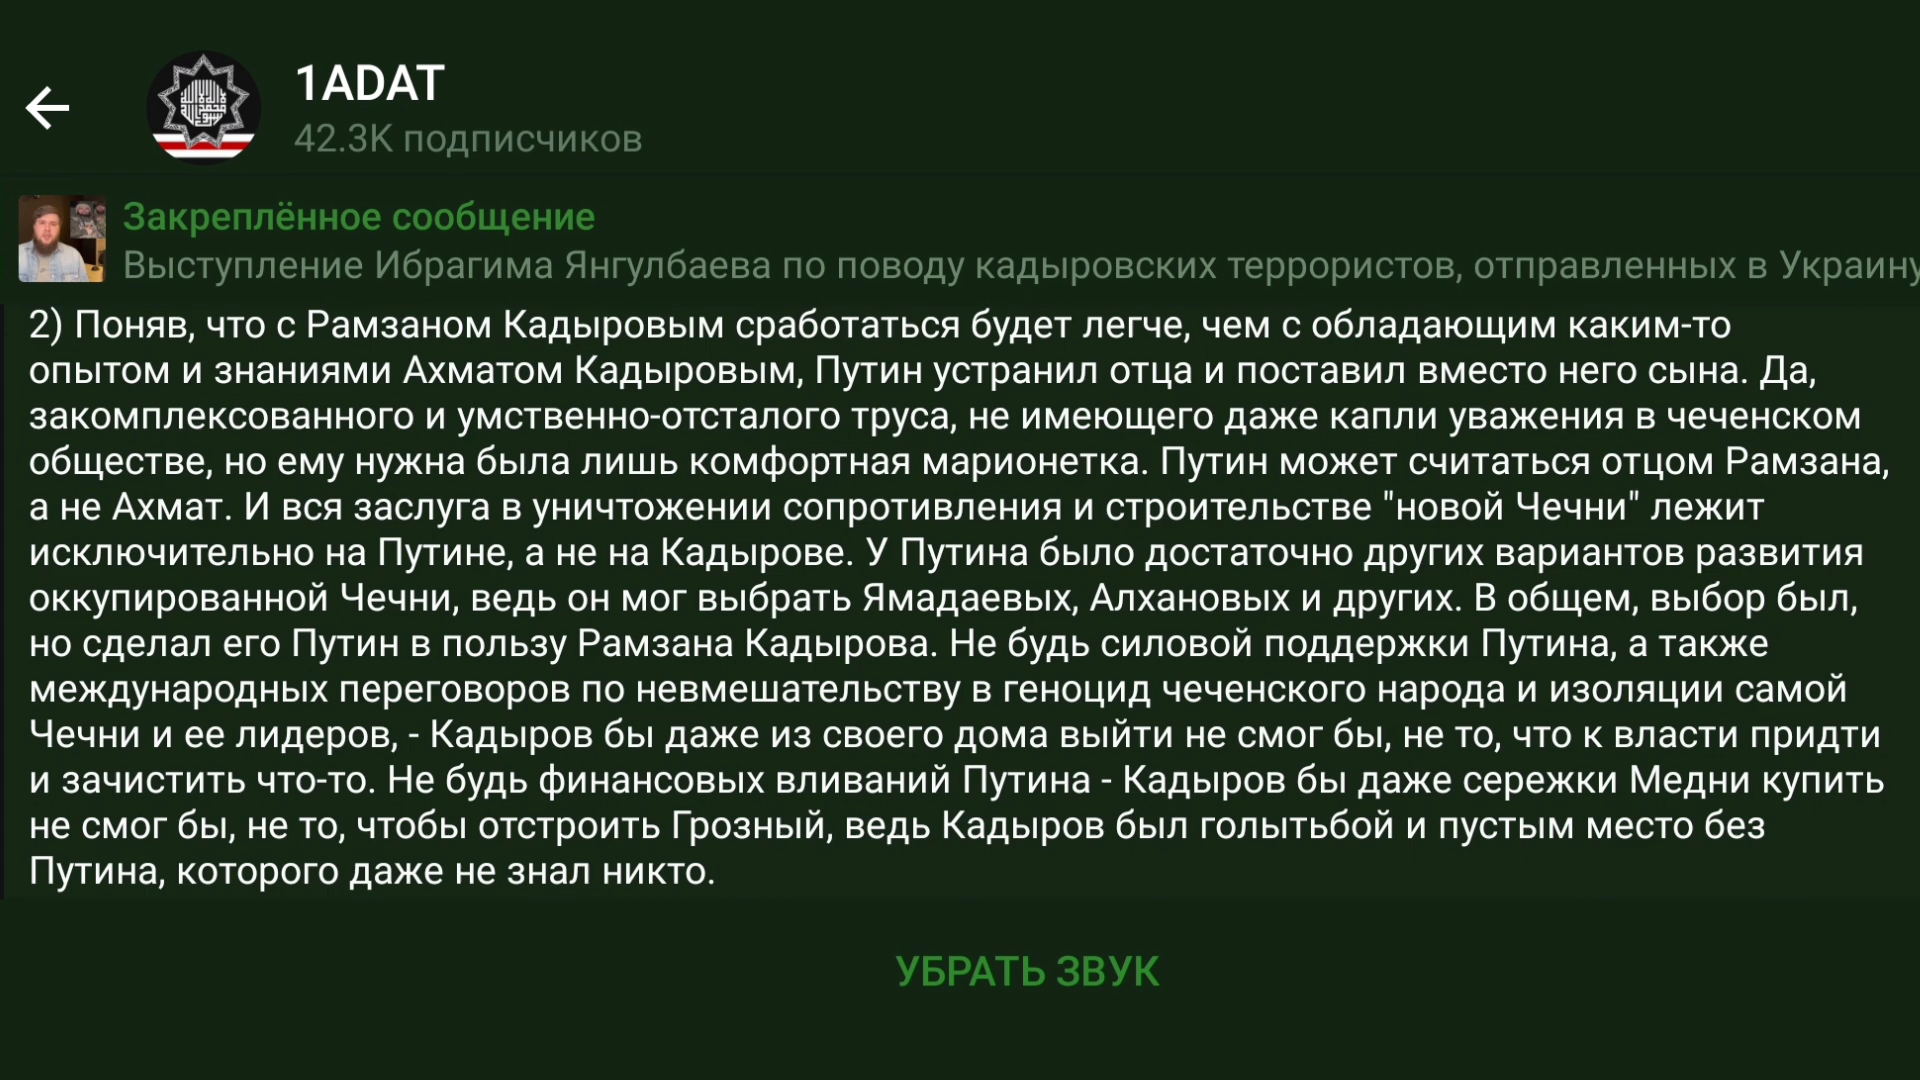 1ADAT
42.3K подписчиков
Закреплённое сообщение
Выступление Ибрагима Янгулбаева по поводу кадыровских террористов, отправленных в Украину
2) Поняв, что с Рамзаном Кадыровым сработаться будет легче, чем с обладающим каким-то
опытом и знаниями Ахматом Кадыровым, Путин устранил отца и поставил вместо него сына. Да,
закомплексованного и умственно-отсталого труса, не имеющего даже капли уважения в чеченском
обществе, но ему нужна была лишь комфортная марионетка. Путин может считаться отцом Рамзана,
а не Ахмат. И вся заслуга в уничтожении сопротивления и строительстве "новой Чечни" лежит
исключительно на Путине, а не на Кадырове. У Путина было достаточно других вариантов развития
оккупированной Чечни, ведь он мог выбрать Ямадаевых, Алхановых и других. В общем, выбор был,
но сделал его Путин в пользу Рамзана Кадырова. Не будь силовой поддержки Путина, а также
международных переговоров по невмешательству в геноцид чеченского народа и изоляции самой
Чечни и ее лидеров, - Кадыров бы даже из своего дома выйти не смог бы, не то, что к власти придти
и зачистить что-то. Не будь финансовых вливаний Путина - Кадыров бы даже сережки Медни купить
не смог бы, не то, чтобы отстроить Грозный, ведь Кадыров был голытьбой и пустым место без
Путина, которого даже не знал никто.
УБРАТЬ ЗВУК